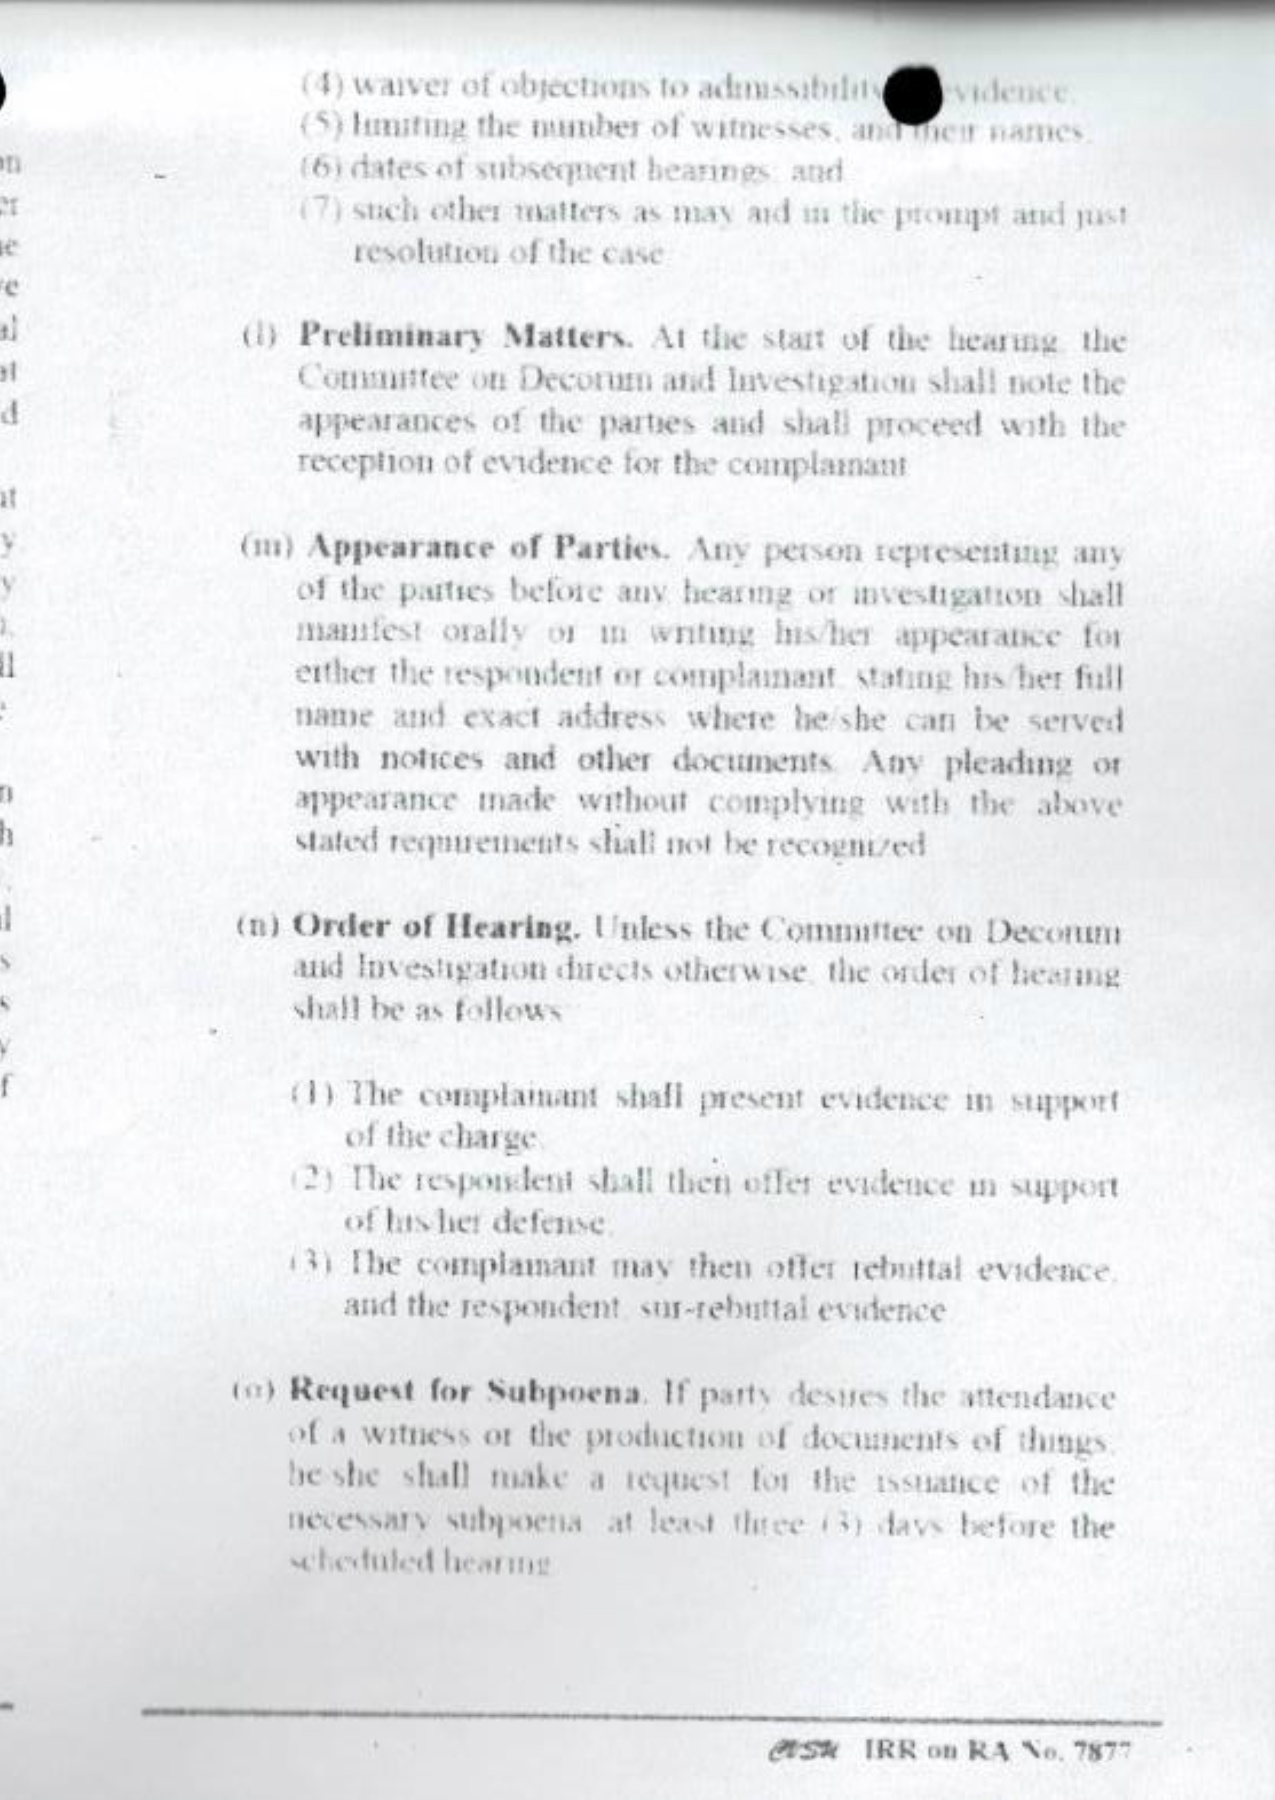 (4) waiver of objections to admissibility evidence,
(5) limiting the number of witnesses, and their names
(6) dates of subsequent hearings; and
(7) such other matters as may aid in the prompt and just
resolution of the case
(l) Preliminary Matters. At the start of the hearing, the
Committee on Decorum and Investigation shall note the
appearances of the parties and shall proceed with the
reception of evidence for the complainant
(m) Appearance of Parties. Any person representing any
of the parties before any hearing or investigation shall
manifest orally or in writing his/her appearance for
either the respondent or complainant, stating his/her full
name and exact address where he/she can be served
with notices and other documents. Any pleading or
appearance made without complying with the above
stated requirements shall not be recognized
(n) Order of Hearing. Unless the Committee on Decorum
and Investigation directs otherwise, the order of hearing
shall be as follows
(1) The complainant shall present evidence in support
of the charge.
(2) The respondent shall then offer evidence in support
of his/her defense.
(3) The complainant may then offer rebuttal evidence,
and the respondent, sur-rebuttal evidence
(o) Request for Subpoena. If party desires the attendance
of a witness or the production of documents of things,
he/she shall make a request for the issuance of the
necessary subpoena, at least three (3) days before the
scheduled hearing
IRR on RA No. 7877